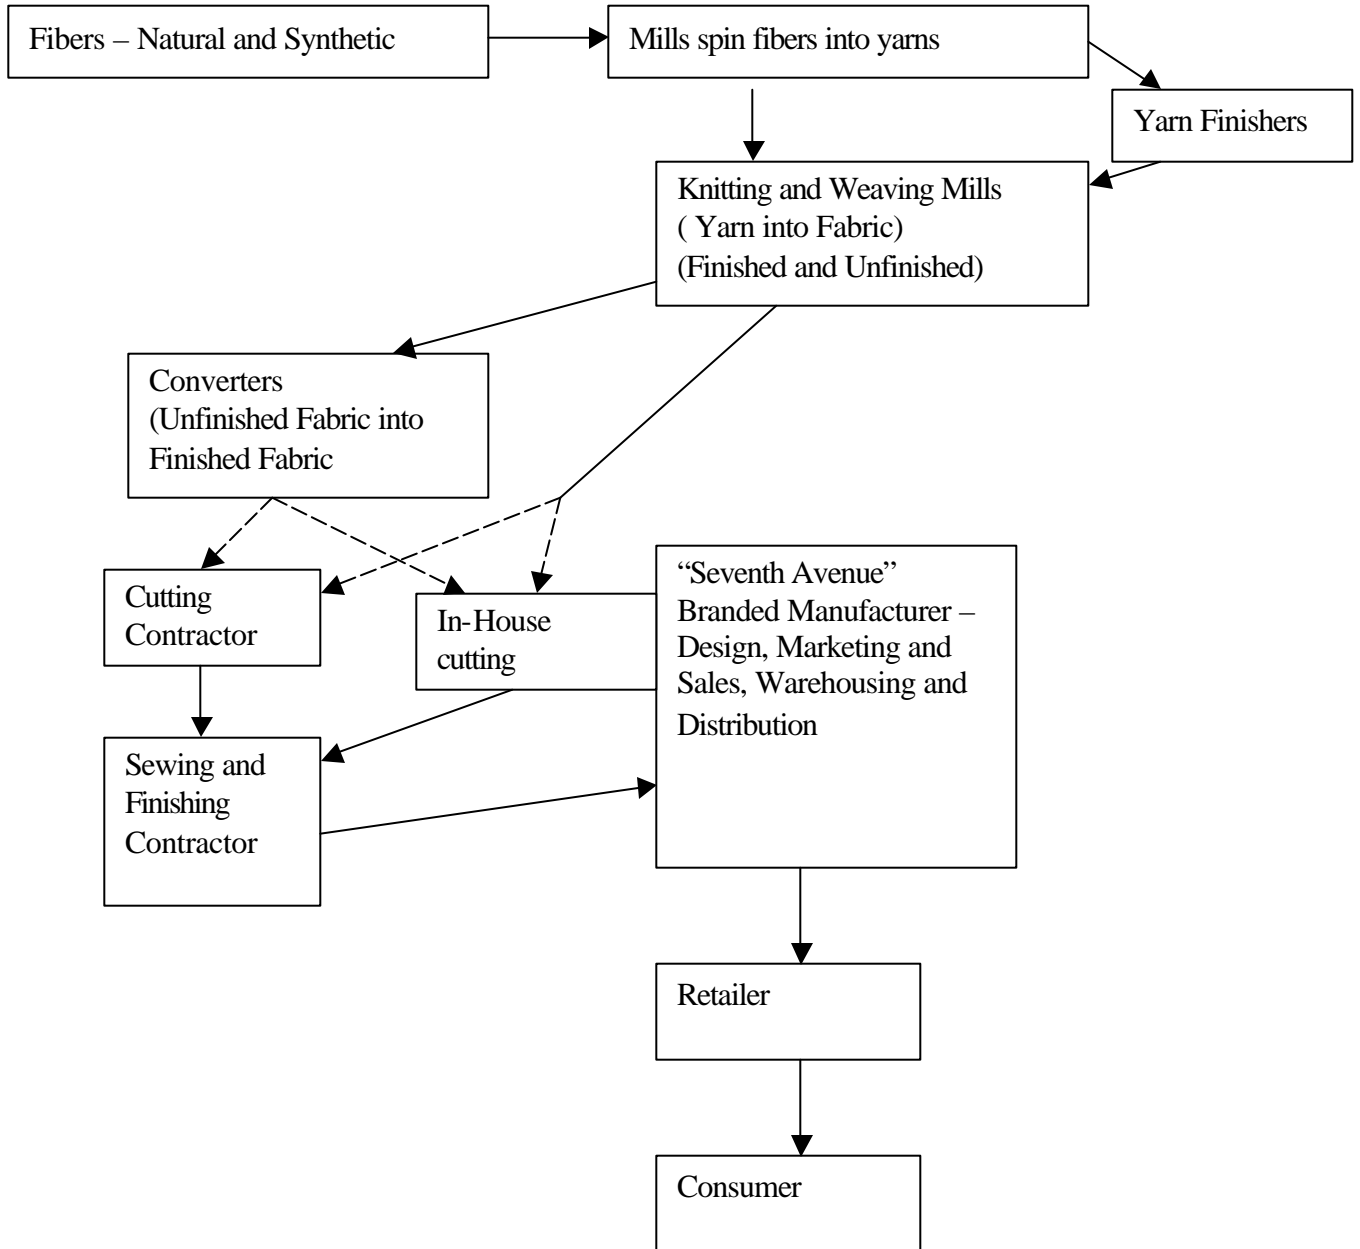 Fibers – Natural and Synthetic
Mills spin fibers into yarns
Yarn Finishers
Knitting and Weaving Mills
( Yarn into Fabric)
(Finished and Unfinished)
Converters
(Unfinished Fabric into
Finished Fabric
Cutting
Contractor
In-House
cutting
“Seventh Avenue”
Branded Manufacturer –
Design, Marketing and
Sales, Warehousing and
Distribution
Sewing and
Finishing
Contractor
Retailer
Consumer